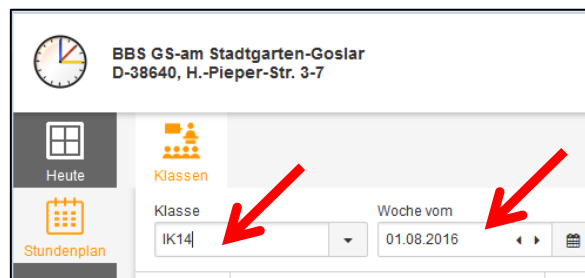 BBS GS-am Stadtgarten-Goslar
D-38640, H.-Pieper-Str. 3-7
Heute
Klassen
Stundenplan
Klasse
Woche vom
IK14
01.08.2016